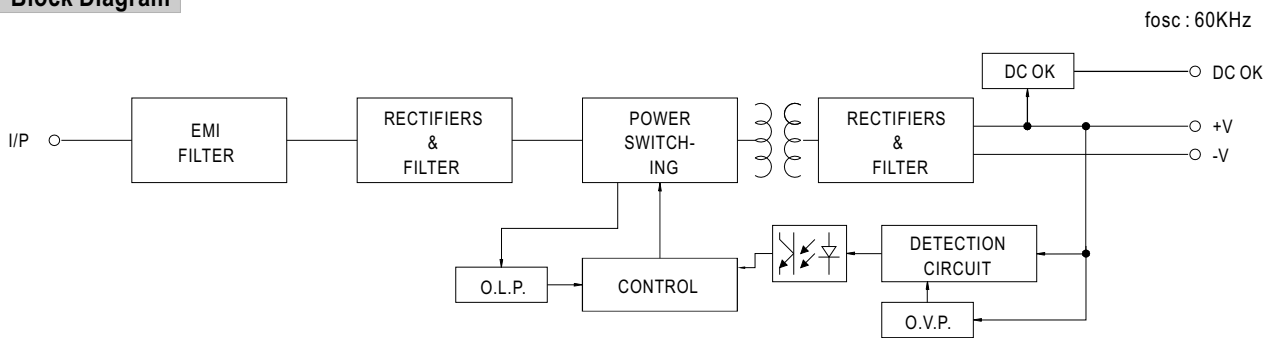 Block Diagram
fosc : 60KHz
DC OK
DC OK
I/P
EMI
FILTER
RECTIFIERS
&
FILTER
POWER
SWITCH-
ING
RECTIFIERS
&
FILTER
+V
-V
O.L.P.
CONTROL
DETECTION
CIRCUIT
O.V.P.